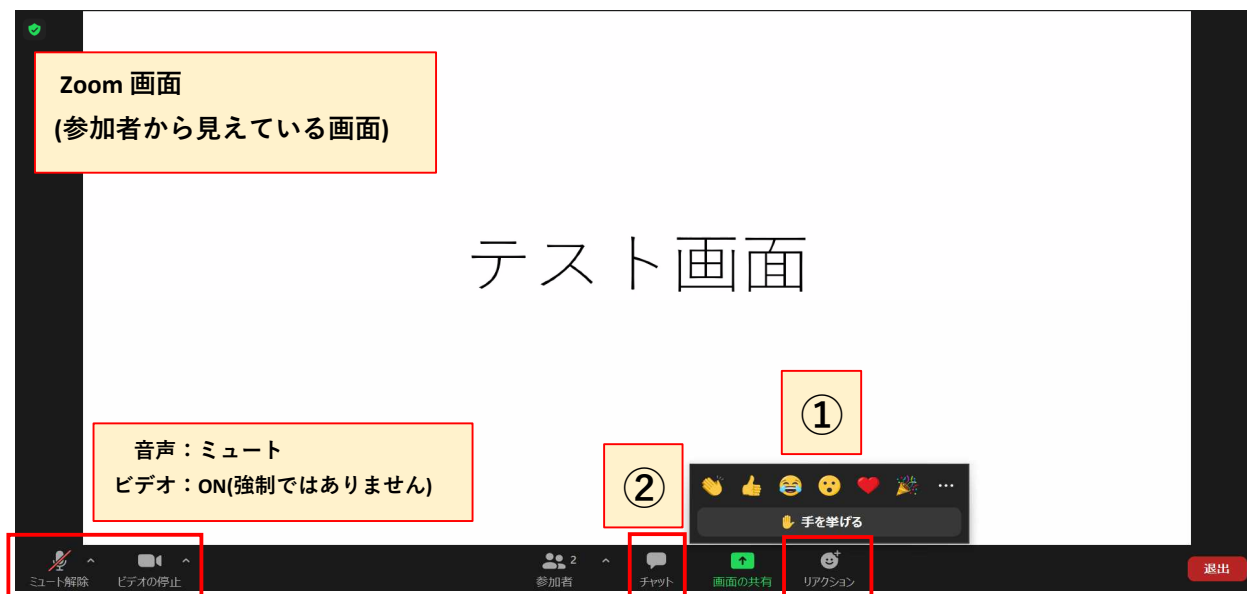 Zoom 画面
(参加者から見えている画面)
テスト画面
①
音声：ミュート
ビデオ：ON(強制ではありません)
②
手を挙げる
ミュート解除
ビデオの停止
2
参加者
チャット
画面の共有
リアクション
退出